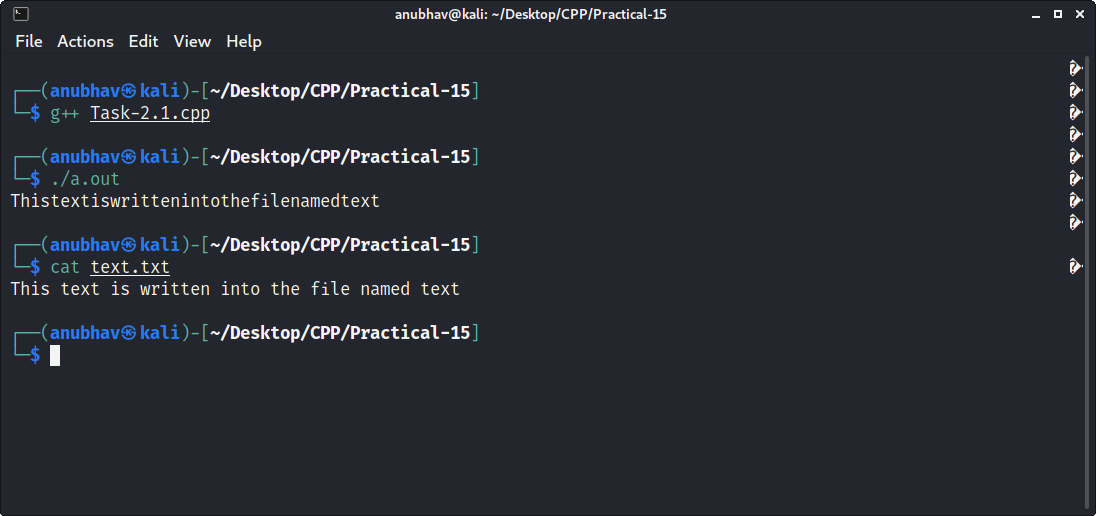 anubhav@kali: ~/Desktop/CPP/Practical-15
File Actions Edit View Help
┌──(anubhav㉿kali)-[~/Desktop/CPP/Practical-15]
└─$ g++ Task-2.1.cpp
┌──(anubhav㉿kali)-[~/Desktop/CPP/Practical-15]
└─$ ./a.out
Thistextiswrittenintothefilenamedtext
┌──(anubhav㉿kali)-[~/Desktop/CPP/Practical-15]
└─$ cat text.txt
This text is written into the file named text
┌──(anubhav㉿kali)-[~/Desktop/CPP/Practical-15]
└─$